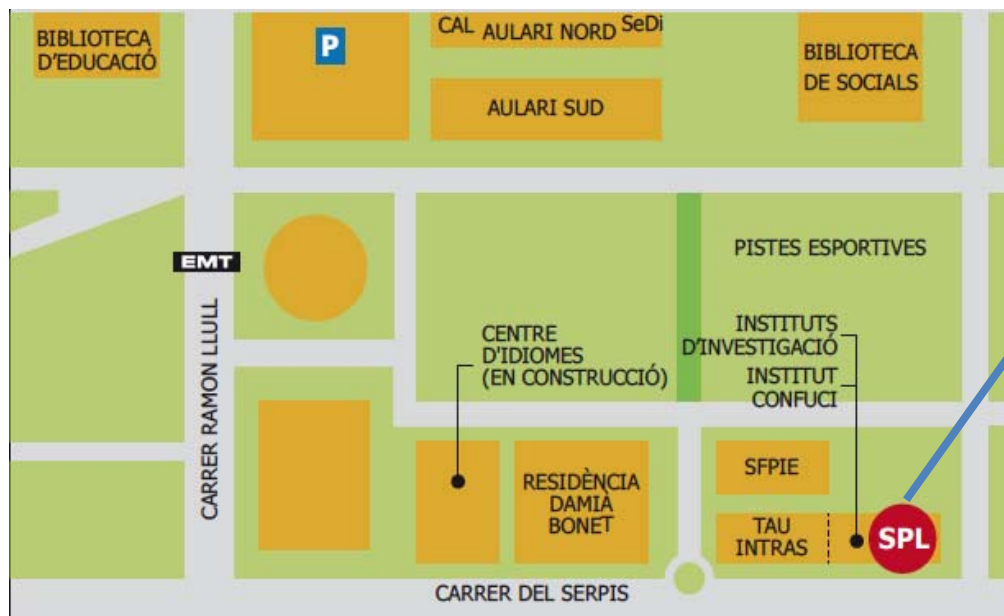 BIBLIOTECA
D'EDUCACIÓ
P
CAL AULARI NORD SeDi
AULARI SUD
BIBLIOTECA
DE SOCIALS
EMT
CARRER RAMON LLULL
PISTES ESPORTIVES
CENTRE
D'IDIOMES
(EN CONSTRUCCIÓ)
INSTITUTS
D'INVESTIGACIÓ
INSTITUT
CONFUCI
RESIDÈNCIA
DAMIÀ
BONET
SFPIE
TAU
INTRAS
SPL
CARRER DEL SERPIS